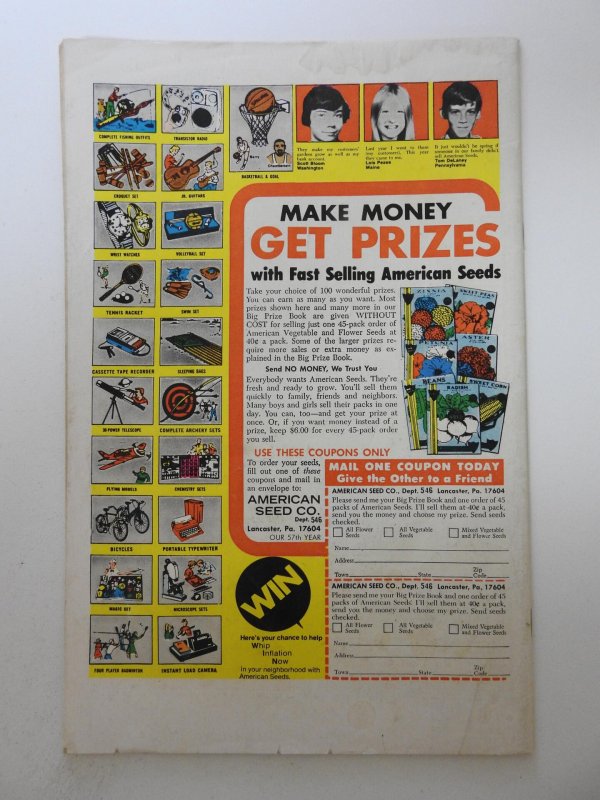 COMPLETE FISHING OUTFITS
TRANSISTOR RADIO
CROQUET SET
JR. GUITARS
WRIST WATCHES
VOLLEYBALL SET
TENNIS RACKET
SWIM SET
CASSETTE TAPE RECORDER
SLEEPING BAGS
30-POWER TELESCOPE
COMPLETE ARCHERY SETS
FLYING MODELS
CHEMISTRY SETS
BICYCLES
PORTABLE TYPEWRITER
MAGIC SET
MICROSCOPE SETS
FOUR PLAYER BADMINTON
INSTANT LOAD CAMERA
Chamberlain
BASKETBALL & GOAL
They make my customers'
gardens grow as well as my
bank account.
Scott Bloom
Washington
Last year I went to them
(my customers). This year
they came to me.
Lois Pease
Maine
It just wouldn't be spring if
someone in our family didn't
sell American Seeds.
Tom DeLaney
Pennsylvania
MAKE MONEY
GET PRIZES
with Fast Selling American Seeds
Take your choice of 100 wonderful prizes.
You can earn as many as you want. Most
prizes shown here and many more in our
Big Prize Book are given WITHOUT
COST for selling just one 45-pack order of
American Vegetable and Flower Seeds at
40¢ a pack. Some of the larger prizes re-
quire more sales or extra money as ex-
plained in the Big Prize Book.
Send NO MONEY, We Trust You
Everybody wants American Seeds. They're
fresh and ready to grow. You'll sell them
quickly to family, friends and neighbors.
Many boys and girls sell their packs in one
day. You can, too—and get your prize at
once. Or, if you want money instead of a
prize, keep $6.00 for every 45-pack order
you sell.
ZINNIA
SWEET PEAS
PETUNIA
ASTER
BEANS
RADISH
SWEET CORN
USE THESE COUPONS ONLY
To order your seeds,
fill out one of these
coupons and mail in
an envelope to:
AMERICAN
SEED CO.
Dept. 546
Lancaster, Pa. 17604
OUR 57th YEAR
WIN
Here's your chance to help
Whip
Inflation
Now
in your neighborhood with
American Seeds.
MAIL ONE COUPON TODAY
Give the Other to a Friend
AMERICAN SEED CO., Dept. 546 Lancaster, Pa. 17604
Please send me your Big Prize Book and one order of 45
packs of American Seeds. I'll sell them at 40¢ a pack,
send you the money and choose my prize. Send seeds
checked.
All Flower Seeds
All Vegetable Seeds
Mixed Vegetable and Flower Seeds
Name
Address
Town State Zip Code
AMERICAN SEED CO., Dept. 546 Lancaster, Pa. 17604
Please send me your Big Prize Book and one order of 45
packs of American Seeds. I'll sell them at 40¢ a pack,
send you the money and choose my prize. Send seeds
checked.
All Flower Seeds
All Vegetable Seeds
Mixed Vegetable and Flower Seeds
Name
Address
Town State Zip Code